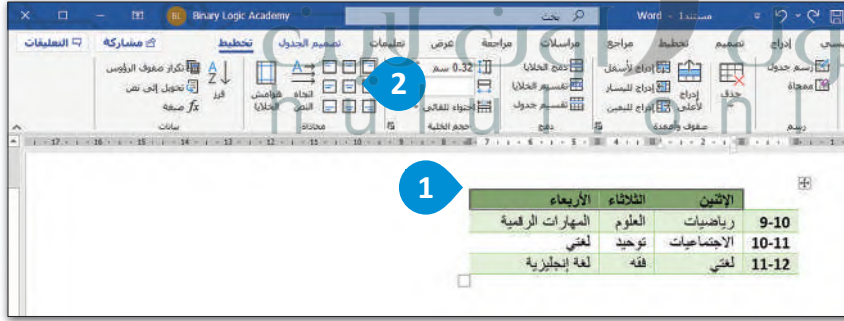 Binary Logic Academy
بحث
مستند1 - Word
إدراج تصميم تخطيط مراجع مراسلات مراجعة عرض تعليمات تصميم الجدول تخطيط مشاركة التعليقات
رسم جدول
ممحاة
رسم
حذف
إدراج لأعلى
إدراج لأسفل
إدراج لليسار
إدراج لليمين
صفوف وأعمدة
دمج الخلايا
تقسيم الخلايا
تقسيم جدول
دمج
0.32 سم
احتواء تلقائي
حجم الخلية
اتجاه النص
هوامش الخلايا
محاذاة
فرز
تكرار صفوف الرؤوس
تحويل إلى نص
fx صيغة
بيانات
2
1
الإثنين الثلاثاء الأربعاء
9-10 رياضيات العلوم المهارات الرقمية
10-11 الاجتماعيات توحيد لغتي
11-12 لغتي فقه لغة إنجليزية